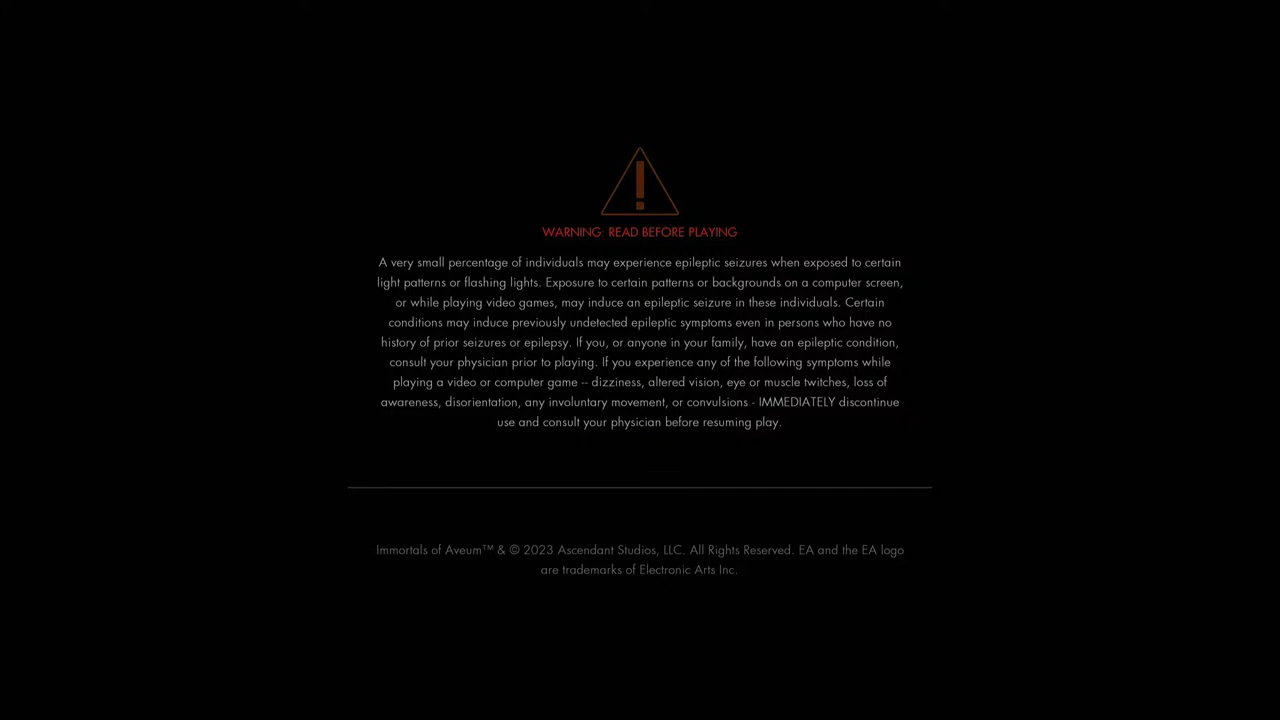 WARNING: READ BEFORE PLAYING
A very small percentage of individuals may experience epileptic seizures when exposed to certain
light patterns or flashing lights. Exposure to certain patterns or backgrounds on a computer screen,
or while playing video games, may induce an epileptic seizure in these individuals. Certain
conditions may induce previously undetected epileptic symptoms even in persons who have no
history of prior seizures or epilepsy. If you, or anyone in your family, have an epileptic condition,
consult your physician prior to playing. If you experience any of the following symptoms while
playing a video or computer game -- dizziness, altered vision, eye or muscle twitches, loss of
awareness, disorientation, any involuntary movement, or convulsions - IMMEDIATELY discontinue
use and consult your physician before resuming play.
Immortals of Aveum™ & © 2023 Ascendant Studios, LLC. All Rights Reserved. EA and the EA logo
are trademarks of Electronic Arts Inc.